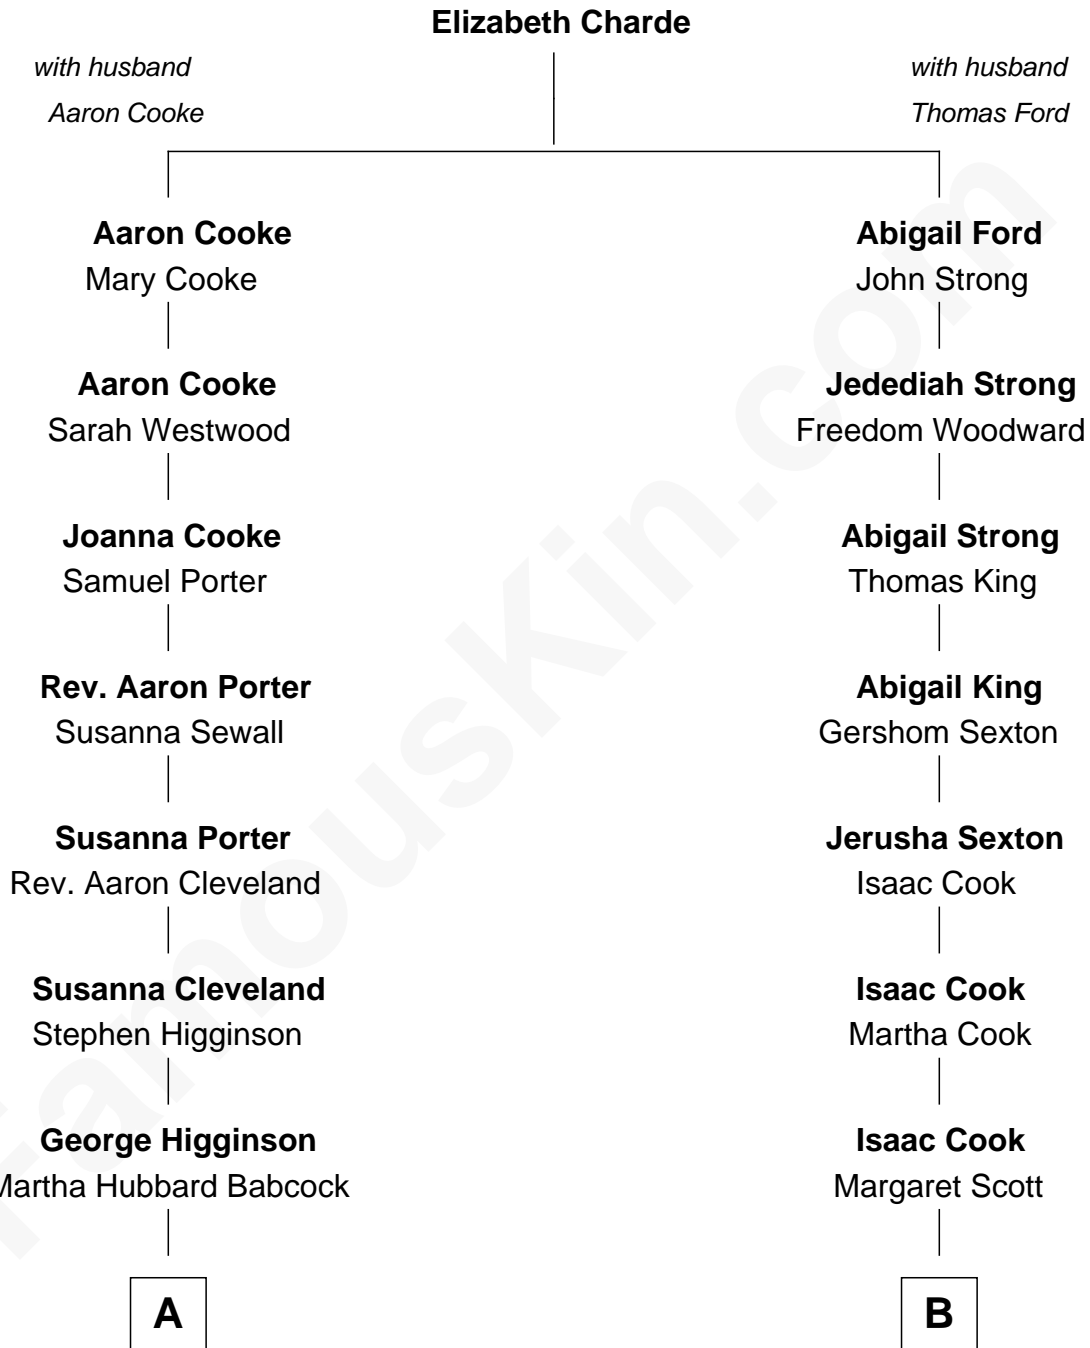 Elizabeth Charde
with husband
Aaron Cooke
with husband
Thomas Ford
Aaron Cooke
Mary Cooke
Abigail Ford
John Strong
Aaron Cooke
Sarah Westwood
Jedediah Strong
Freedom Woodward
Joanna Cooke
Samuel Porter
Abigail Strong
Thomas King
Rev. Aaron Porter
Susanna Sewall
Abigail King
Gershom Sexton
Susanna Porter
Rev. Aaron Cleveland
Jerusha Sexton
Isaac Cook
Susanna Cleveland
Stephen Higginson
Isaac Cook
Martha Cook
George Higginson
Martha Hubbard Babcock
Isaac Cook
Margaret Scott
A
B
FamousKin.com